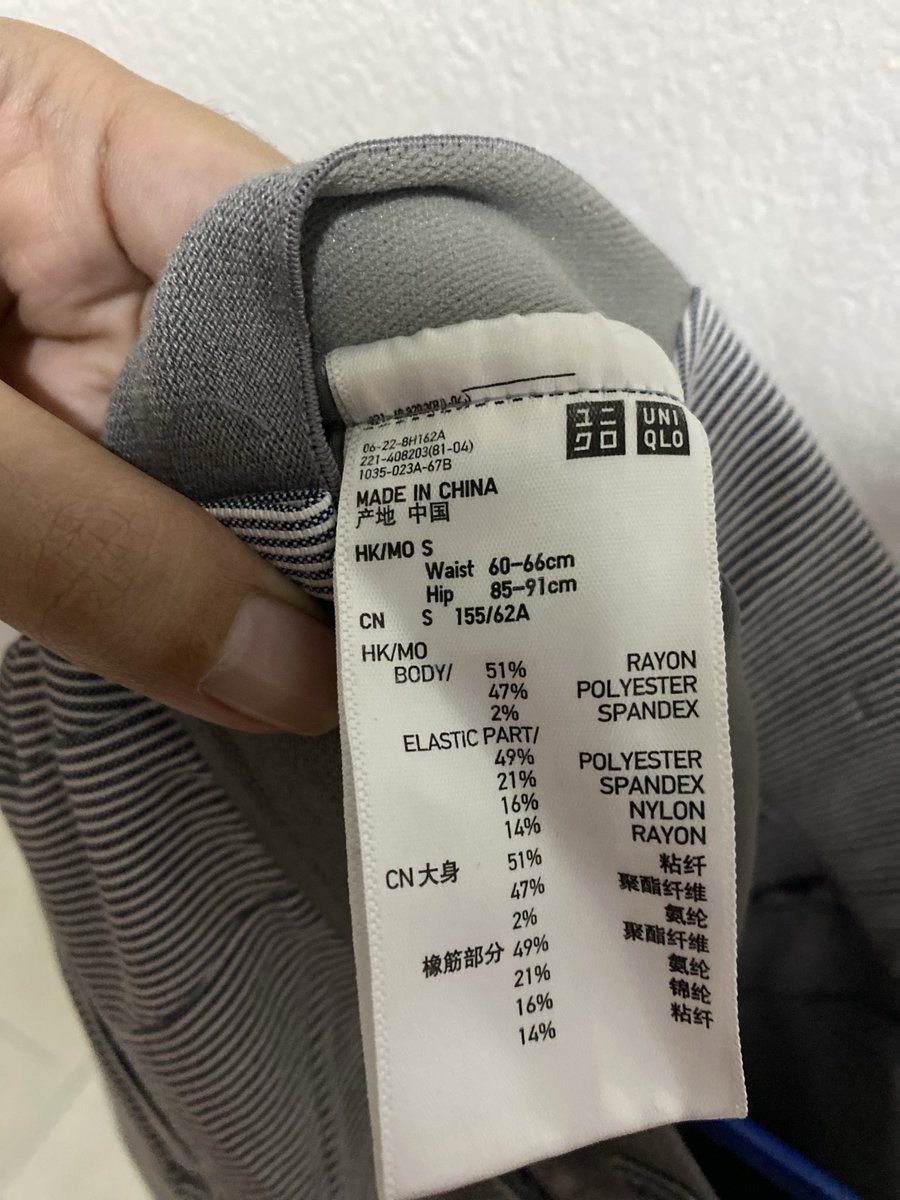 ユニクロ UNIQLO
06-22-8H162A
221-408203(81-04)
1035-023A-67B
MADE IN CHINA
产地 中国
HK/MO S
Waist 60-66cm
Hip 85-91cm
CN S 155/62A
HK/MO
BODY/ 51% RAYON
47% POLYESTER
2% SPANDEX
ELASTIC PART/
49% POLYESTER
21% SPANDEX
16% NYLON
14% RAYON
CN 大身 51% 粘纤
47% 聚酯纤维
2% 氨纶
橡筋部分 49% 聚酯纤维
21% 氨纶
16% 锦纶
14% 粘纤